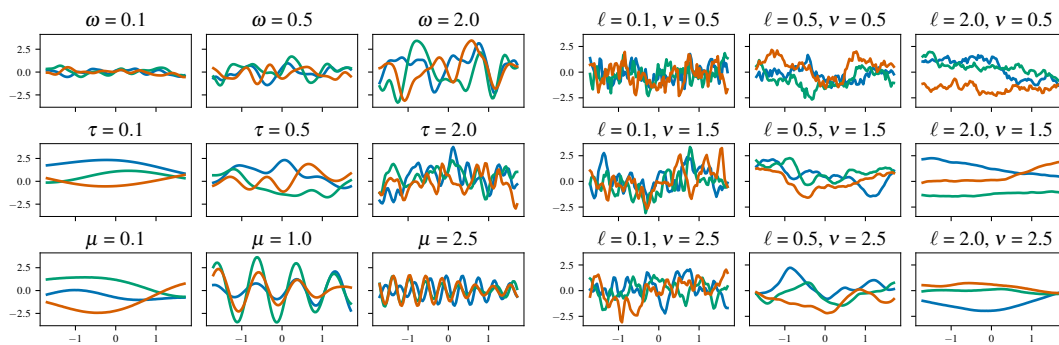 ω = 0.1 ω = 0.5 ω = 2.0 ℓ = 0.1, ν = 0.5 ℓ = 0.5, ν = 0.5 ℓ = 2.0, ν = 0.5
2.5
0.0
−2.5
τ = 0.1 τ = 0.5 τ = 2.0 ℓ = 0.1, ν = 1.5 ℓ = 0.5, ν = 1.5 ℓ = 2.0, ν = 1.5
2.5
0.0
−2.5
μ = 0.1 μ = 1.0 μ = 2.5 ℓ = 0.1, ν = 2.5 ℓ = 0.5, ν = 2.5 ℓ = 2.0, ν = 2.5
2.5
0.0
−2.5
−1 0 1 −1 0 1 −1 0 1 −1 0 1 −1 0 1 −1 0 1